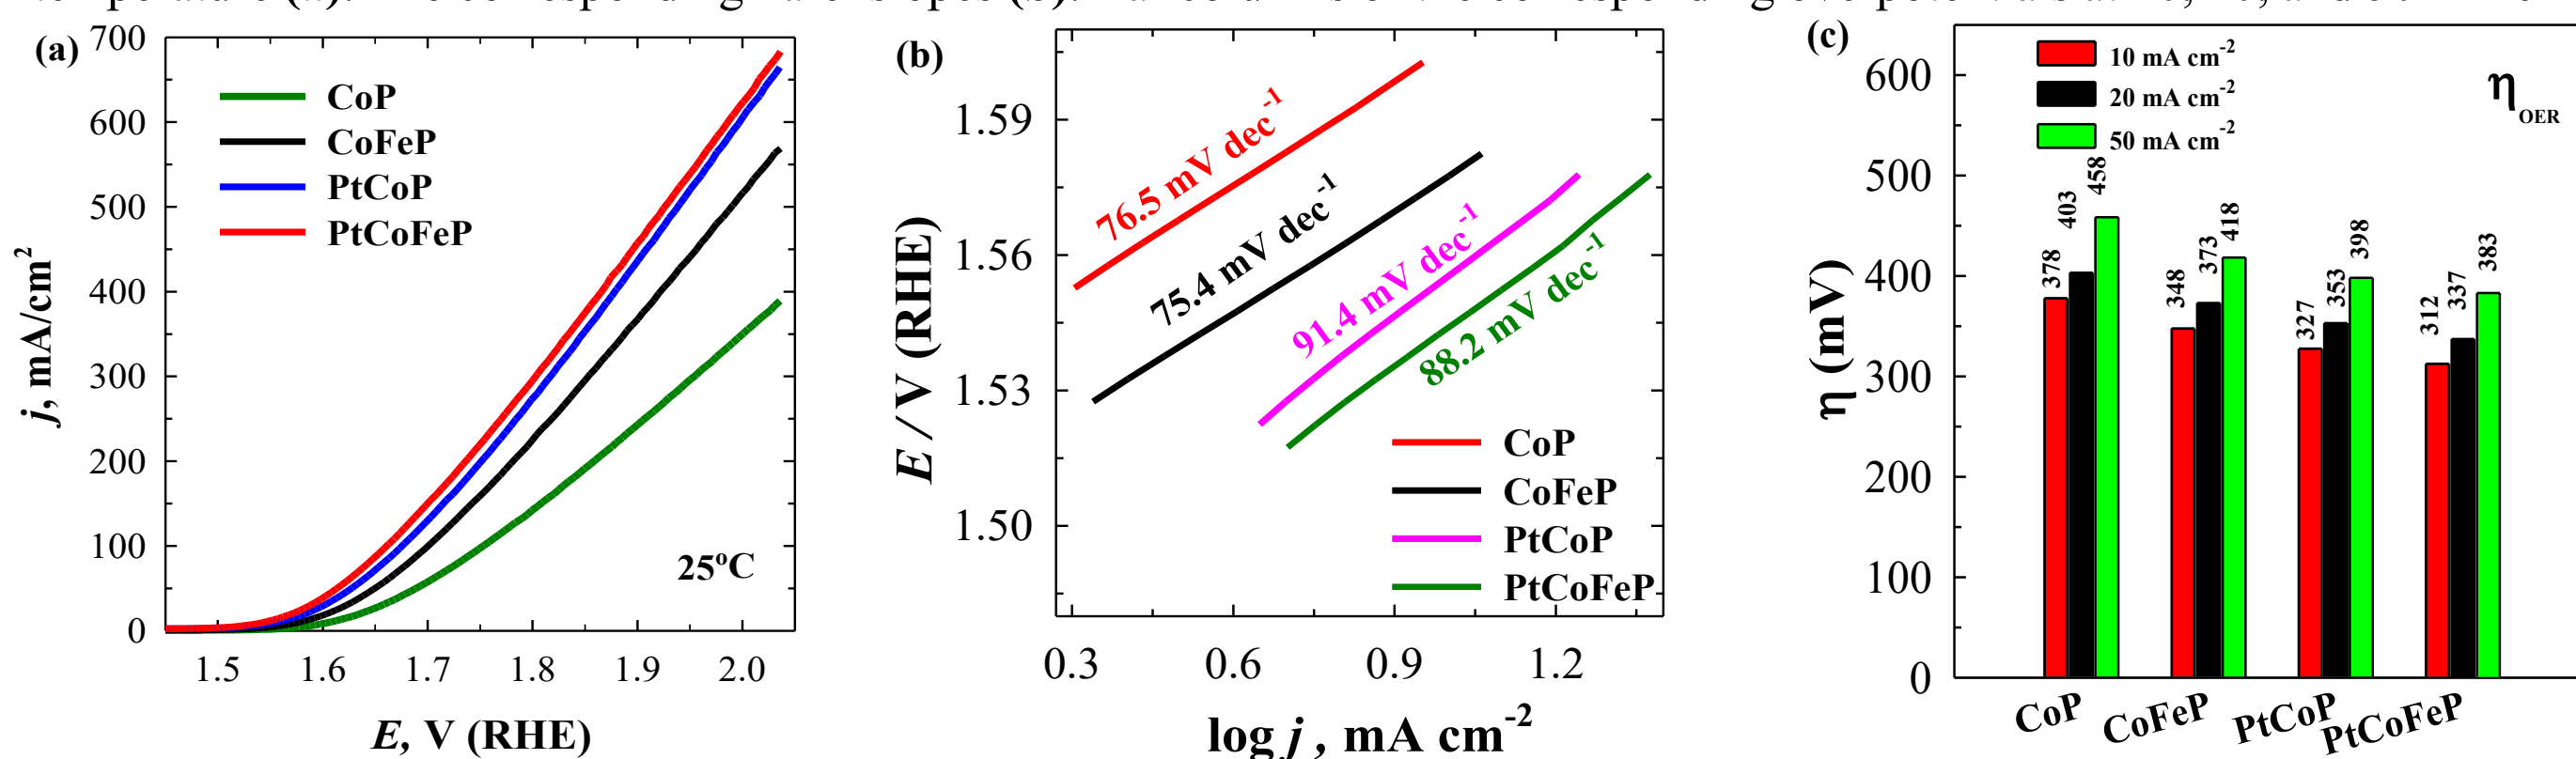 (a)
700
600
500
400
300
200
100
0
j, mA/cm²
CoP
CoFeP
PtCoP
PtCoFeP
25ºC
1.5 1.6 1.7 1.8 1.9 2.0
E, V (RHE)
(b)
1.59
1.56
1.53
1.50
E / V (RHE)
76.5 mV dec⁻¹
75.4 mV dec⁻¹
91.4 mV dec⁻¹
88.2 mV dec⁻¹
CoP
CoFeP
PtCoP
PtCoFeP
0.3 0.6 0.9 1.2
log j , mA cm⁻²
(c)
600
500
400
300
200
100
0
η (mV)
10 mA cm⁻²
20 mA cm⁻²
50 mA cm⁻²
η OER
378 403 458
348 373 418
327 353 398
312 337 383
CoP CoFeP PtCoP PtCoFeP